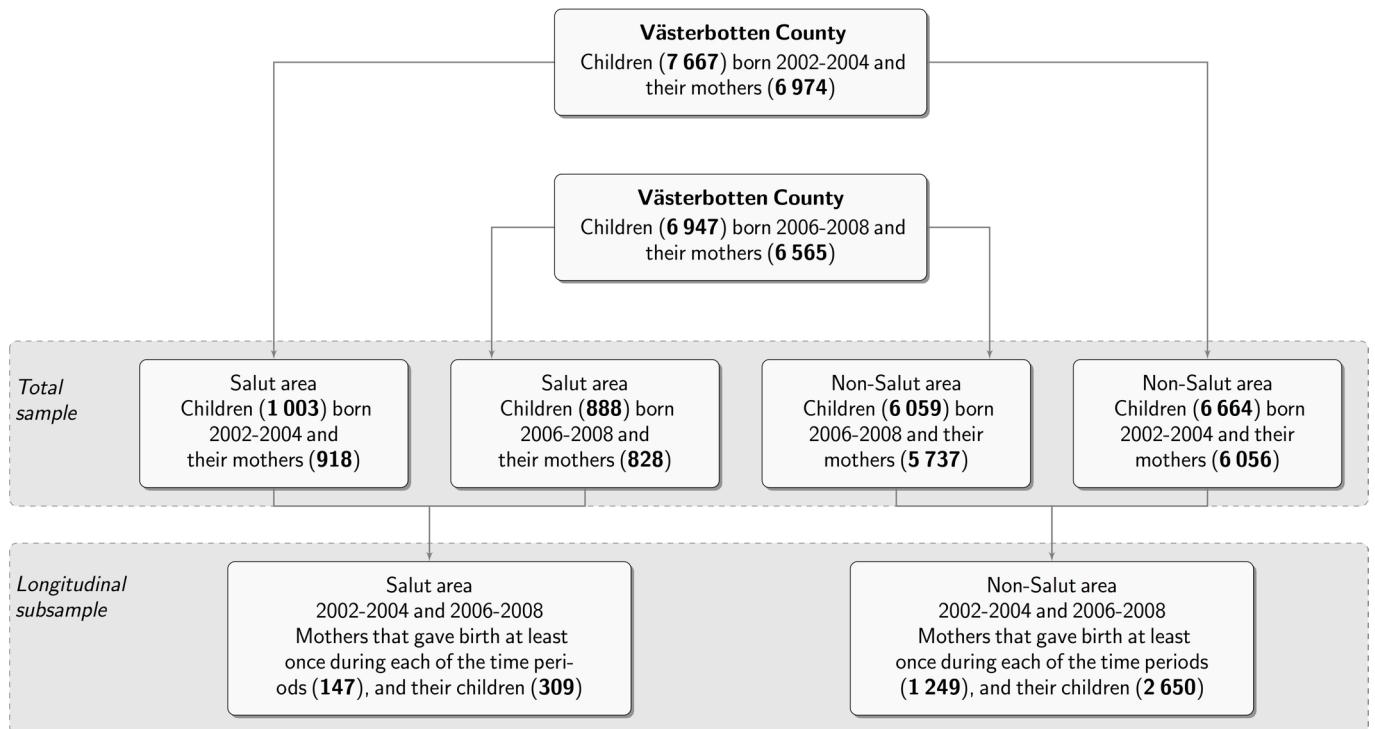 Västerbotten County
Children (7 667) born 2002-2004 and
their mothers (6 974)
Västerbotten County
Children (6 947) born 2006-2008 and
their mothers (6 565)
Total
sample
Salut area
Children (1 003) born
2002-2004 and
their mothers (918)
Salut area
Children (888) born
2006-2008 and
their mothers (828)
Non-Salut area
Children (6 059) born
2006-2008 and their
mothers (5 737)
Non-Salut area
Children (6 664) born
2002-2004 and their
mothers (6 056)
Longitudinal
subsample
Salut area
2002-2004 and 2006-2008
Mothers that gave birth at least
once during each of the time peri-
ods (147), and their children (309)
Non-Salut area
2002-2004 and 2006-2008
Mothers that gave birth at least
once during each of the time periods
(1 249), and their children (2 650)